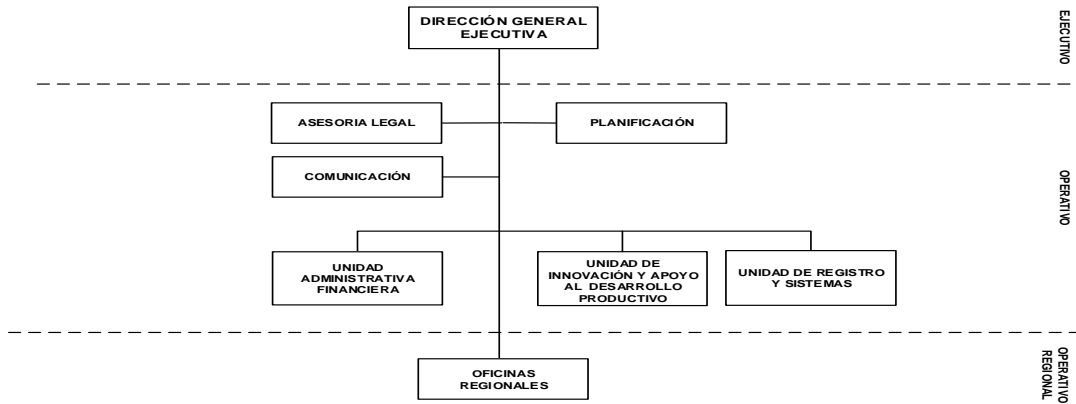 DIRECCIÓN GENERAL
EJECUTIVA
EJECUTIVO
ASESORIA LEGAL
PLANIFICACIÓN
COMUNICACIÓN
OPERATIVO
UNIDAD
ADMINISTRATIVA
FINANCIERA
UNIDAD DE
INNOVACIÓN Y APOYO
AL DESARROLLO
PRODUCTIVO
UNIDAD DE REGISTRO
Y SISTEMAS
OFICINAS
REGIONALES
OPERATIVO
REGIONAL